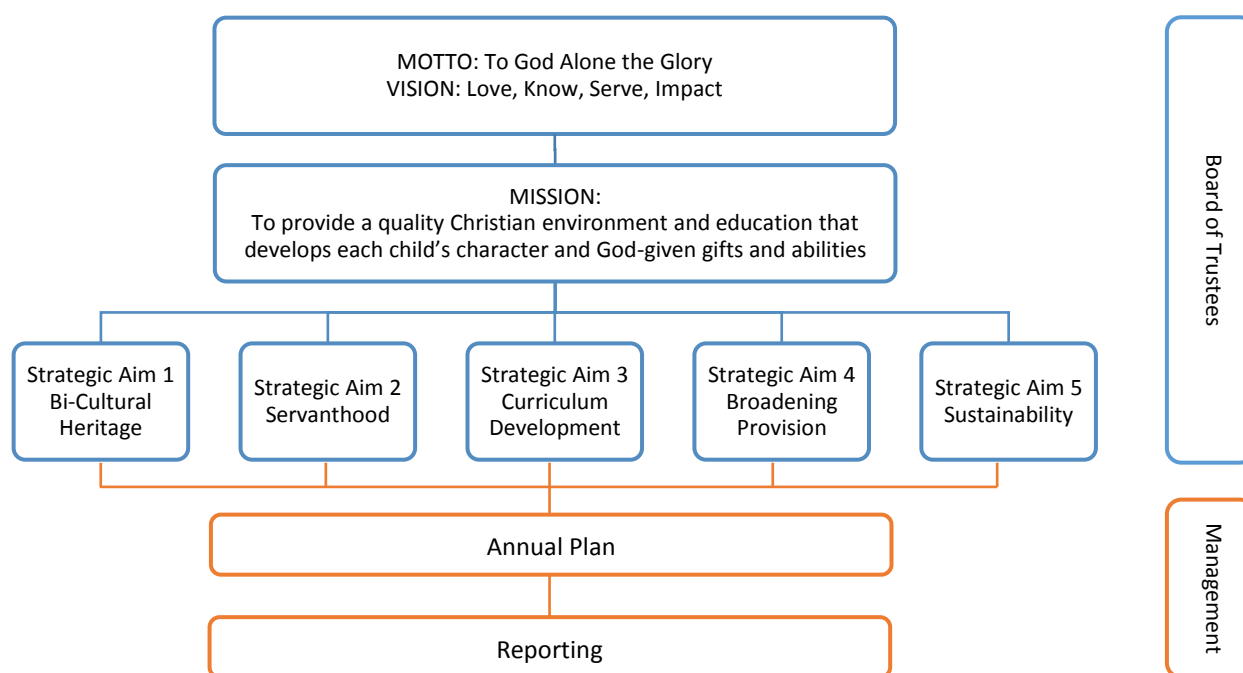 MOTTO: To God Alone the Glory
VISION: Love, Know, Serve, Impact
MISSION:
To provide a quality Christian environment and education that
develops each child’s character and God-given gifts and abilities
Strategic Aim 1
Bi-Cultural
Heritage
Strategic Aim 2
Servanthood
Strategic Aim 3
Curriculum
Development
Strategic Aim 4
Broadening
Provision
Strategic Aim 5
Sustainability
Annual Plan
Reporting
Board of Trustees
Management